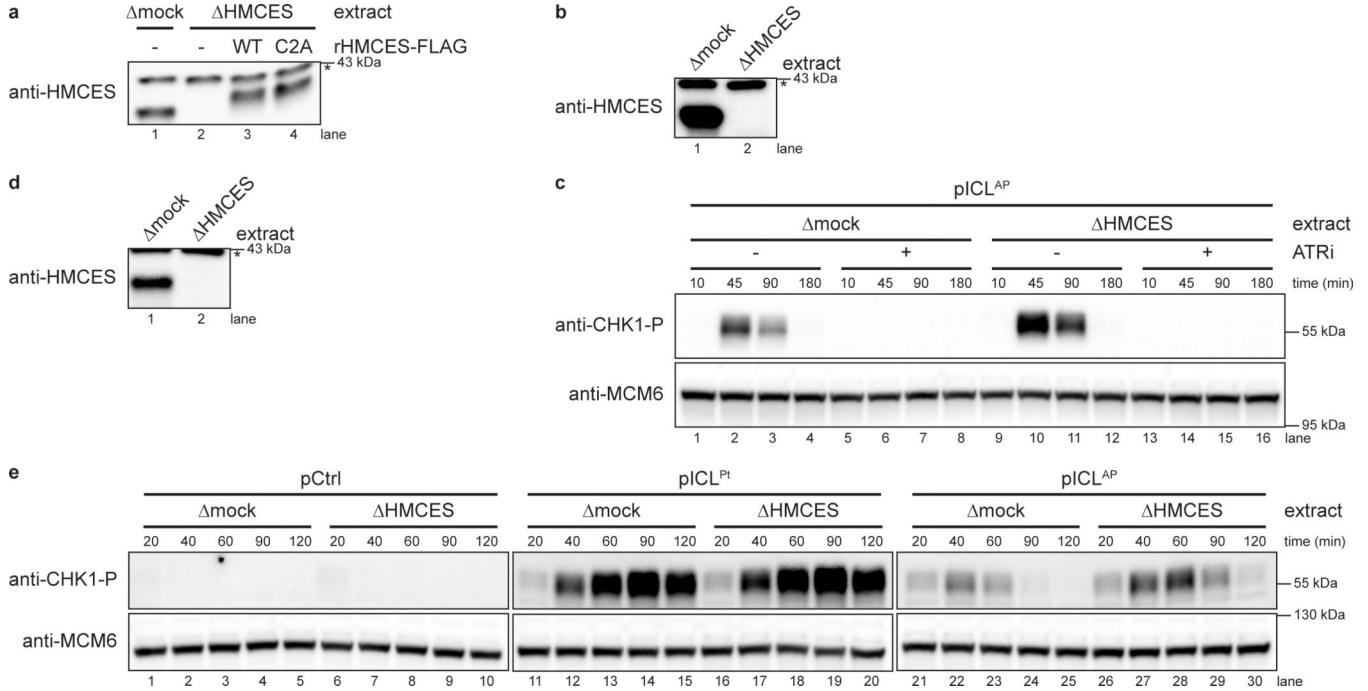 a
Δmock ΔHMCES extract
- - WT C2A rHMCES-FLAG
43 kDa
*
anti-HMCES
1 2 3 4 lane
b
Δmock ΔHMCES extract
43 kDa
*
anti-HMCES
1 2 lane
d
Δmock ΔHMCES extract
43 kDa
*
anti-HMCES
1 2 lane
c
pICL^AP
Δmock ΔHMCES extract
- + - + ATRi
10 45 90 180 10 45 90 180 10 45 90 180 10 45 90 180 time (min)
anti-CHK1-P
55 kDa
anti-MCM6
95 kDa
1 2 3 4 5 6 7 8 9 10 11 12 13 14 15 16 lane
e
pCtrl pICL^Pt pICL^AP
Δmock ΔHMCES Δmock ΔHMCES Δmock ΔHMCES extract
20 40 60 90 120 20 40 60 90 120 20 40 60 90 120 20 40 60 90 120 20 40 60 90 120 20 40 60 90 120 time (min)
anti-CHK1-P
55 kDa
130 kDa
anti-MCM6
1 2 3 4 5 6 7 8 9 10 11 12 13 14 15 16 17 18 19 20 21 22 23 24 25 26 27 28 29 30 lane